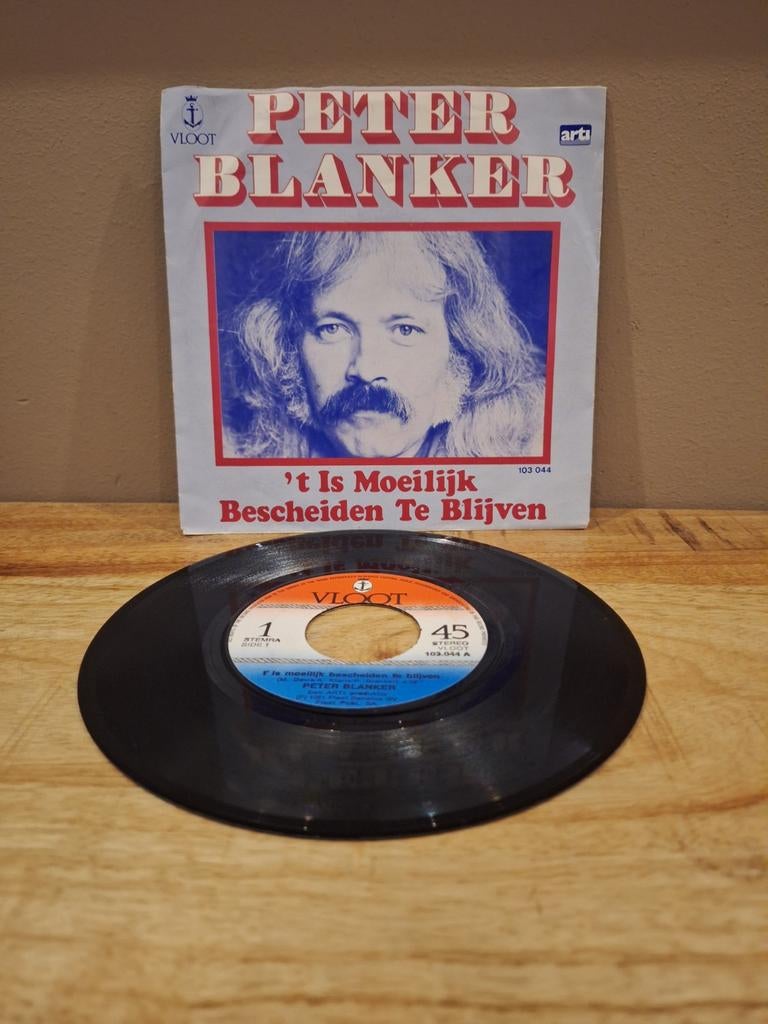 VLOOT
PETER
BLANKER
arti
103 044
't Is Moeilijk
Bescheiden Te Blijven
VLOOT
1
STEMRA
SIDE 1
45
STEREO
VLOOT
103.044 A
t' is moeilijk bescheiden te blijven
PETER BLANKER